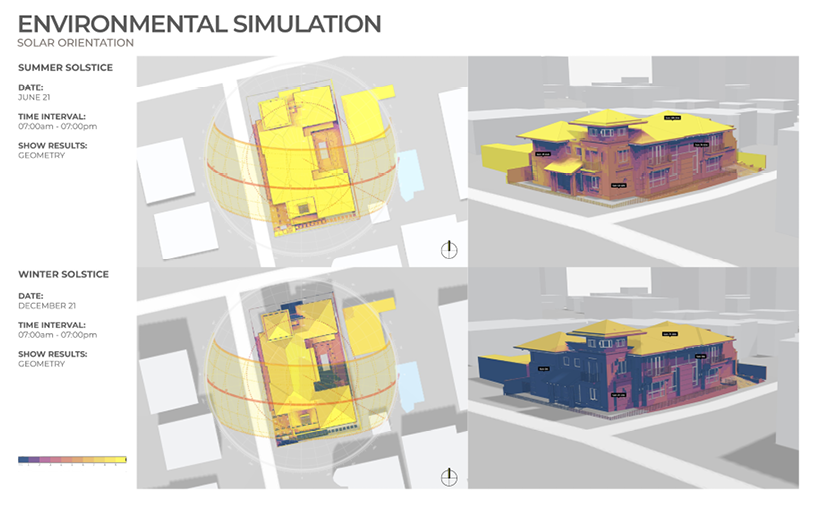 ENVIRONMENTAL SIMULATION
SOLAR ORIENTATION
SUMMER SOLSTICE
DATE:
JUNE 21
TIME INTERVAL:
07:00am - 07:00pm
SHOW RESULTS:
GEOMETRY
WINTER SOLSTICE
DATE:
DECEMBER 21
TIME INTERVAL:
07:00am - 07:00pm
SHOW RESULTS:
GEOMETRY